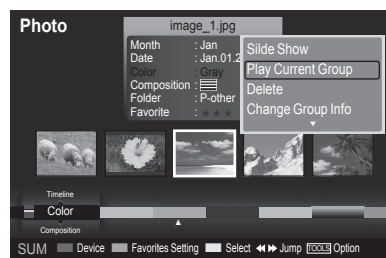 Photo
image_1.jpg
Month : Jan
Date : Jan.01.2
Color : Gray
Composition :
Folder : P-other
Favorite : ★★★
Silde Show
Play Current Group
Delete
Change Group Info
Timeline
Color
Composition
SUM Device Favorites Setting Select Jump TOOLS Option